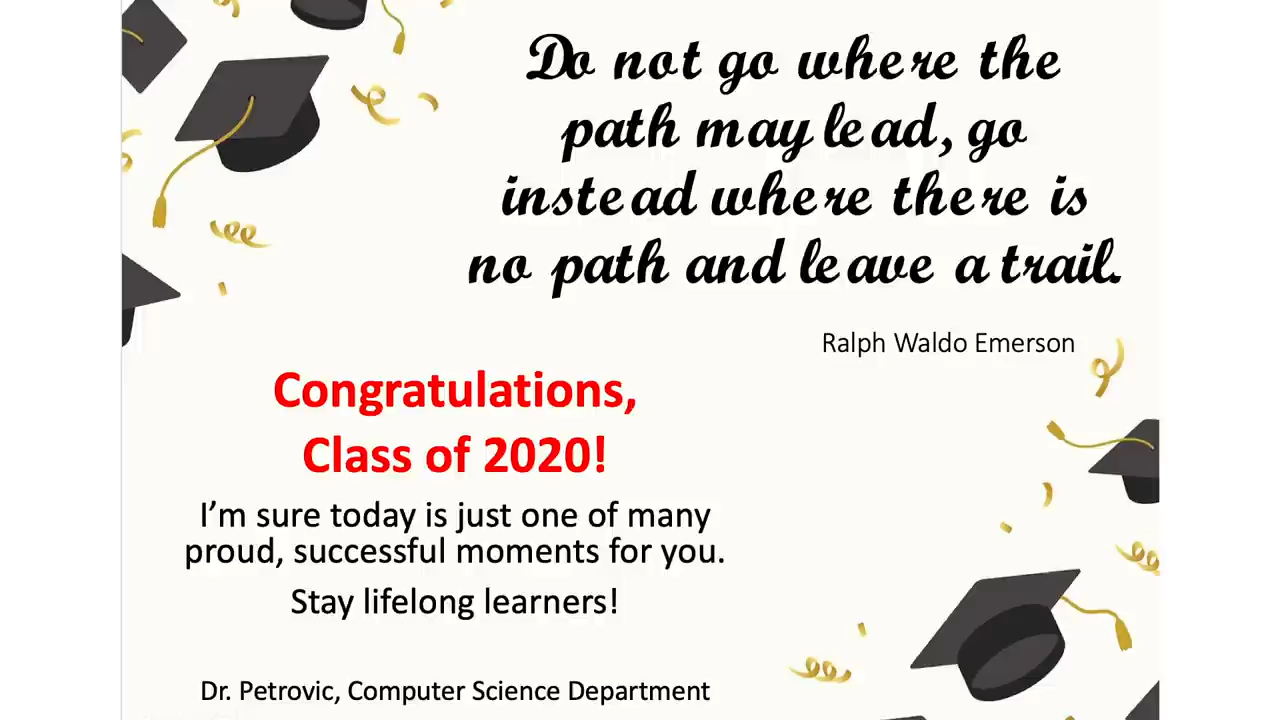 Do not go where the
path may lead, go
instead where there is
no path and leave a trail.
Ralph Waldo Emerson
Congratulations,
Class of 2020!
I’m sure today is just one of many
proud, successful moments for you.
Stay lifelong learners!
Dr. Petrovic, Computer Science Department